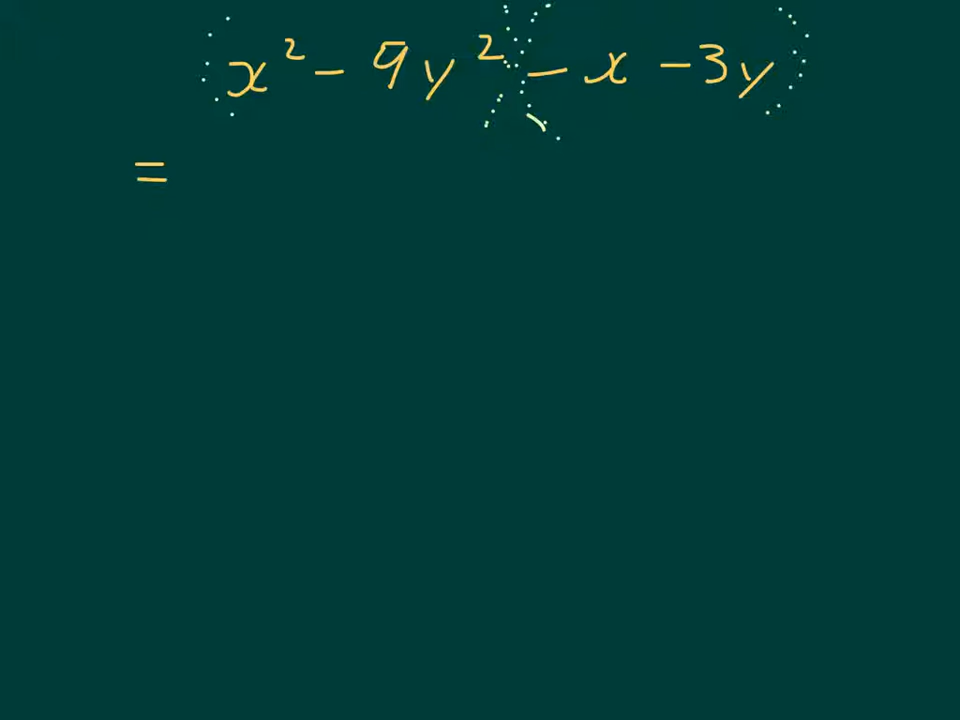 (x² - 9y²)(- x - 3y)
=